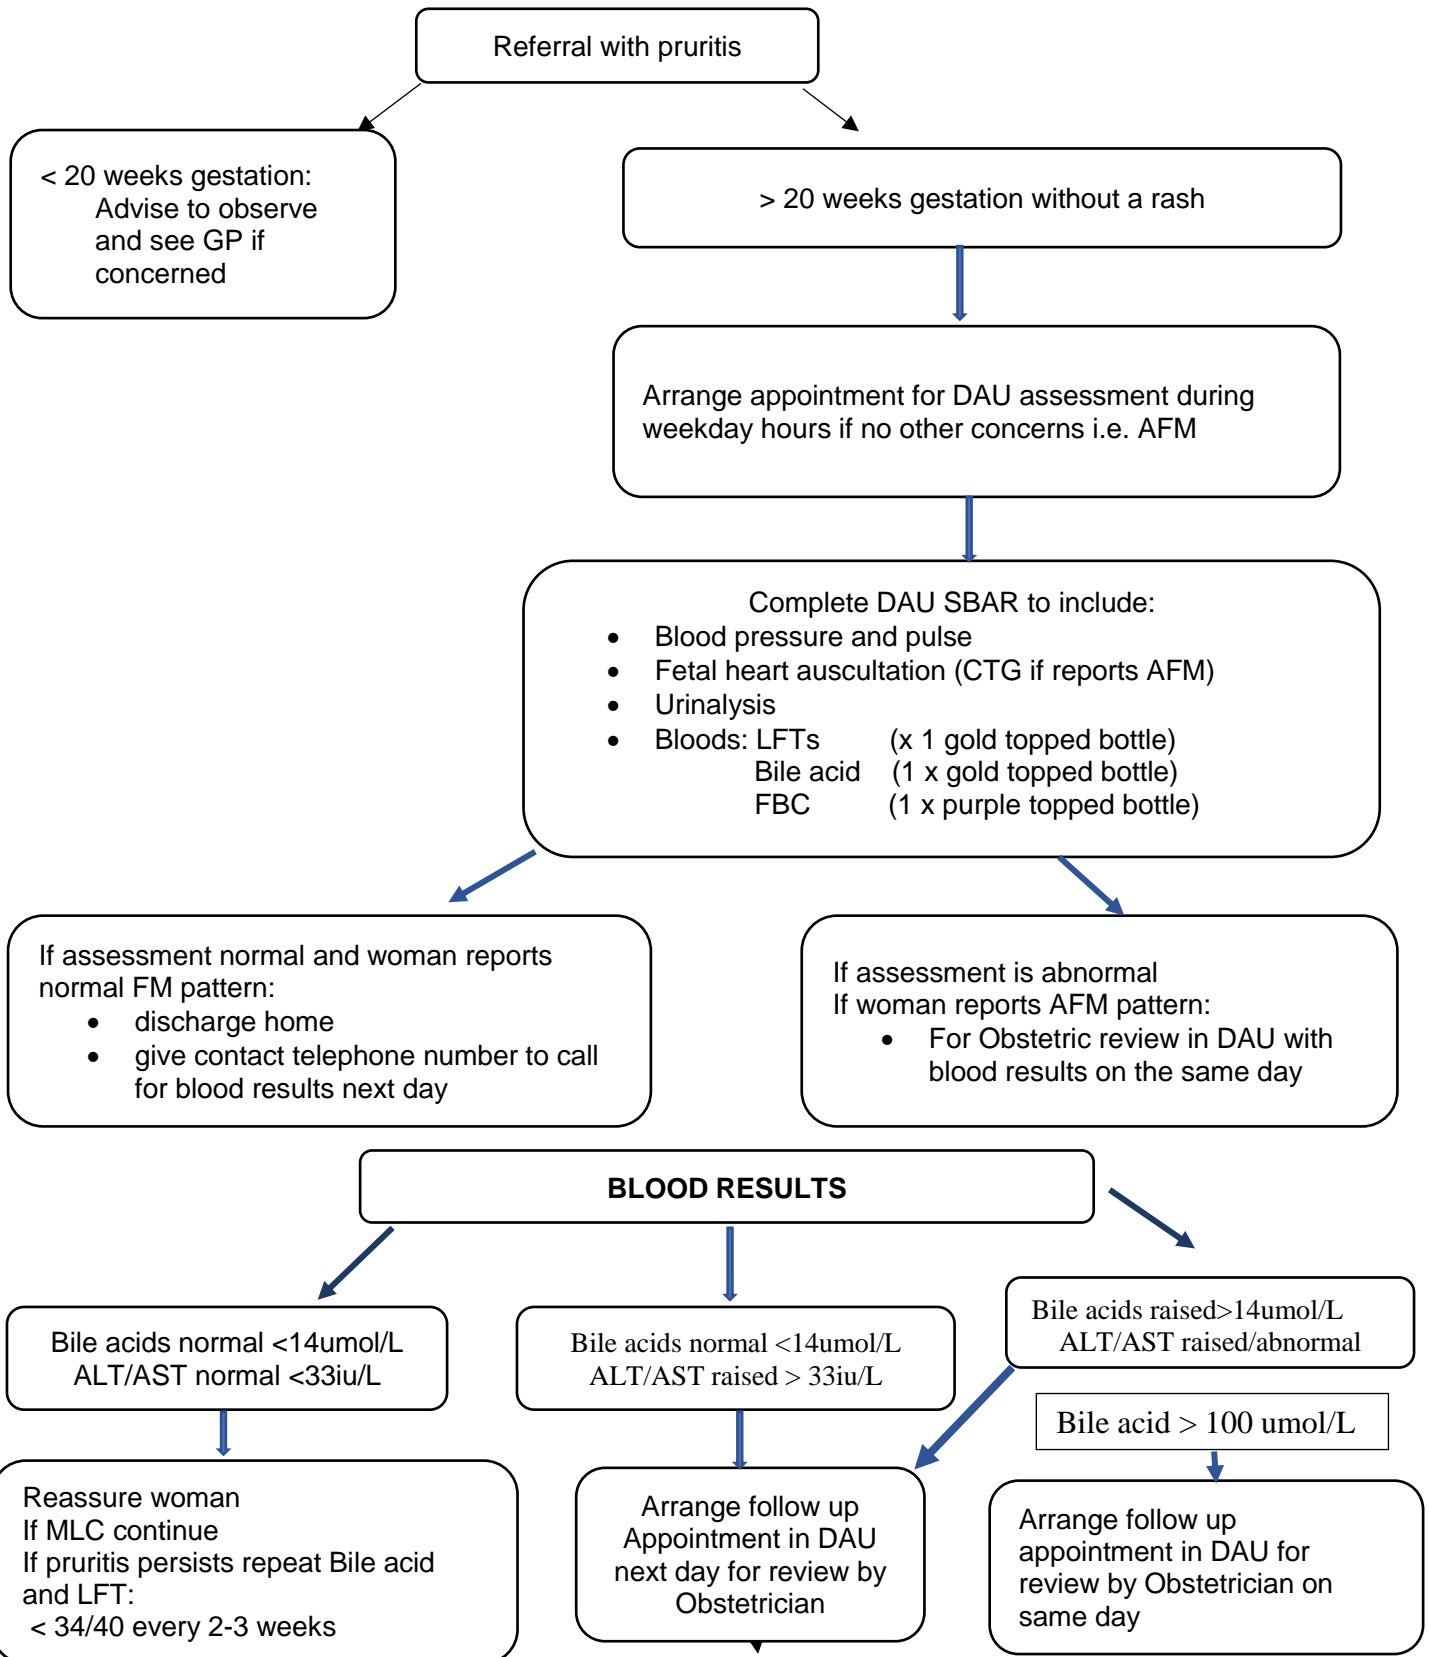 Referral with pruritis
< 20 weeks gestation:
Advise to observe
and see GP if
concerned
> 20 weeks gestation without a rash
Arrange appointment for DAU assessment during
weekday hours if no other concerns i.e. AFM
Complete DAU SBAR to include:
• Blood pressure and pulse
• Fetal heart auscultation (CTG if reports AFM)
• Urinalysis
• Bloods: LFTs (x 1 gold topped bottle)
Bile acid (1 x gold topped bottle)
FBC (1 x purple topped bottle)
If assessment normal and woman reports
normal FM pattern:
• discharge home
• give contact telephone number to call
for blood results next day
If assessment is abnormal
If woman reports AFM pattern:
• For Obstetric review in DAU with
blood results on the same day
BLOOD RESULTS
Bile acids normal <14umol/L
ALT/AST normal <33iu/L
Bile acids normal <14umol/L
ALT/AST raised > 33iu/L
Bile acids raised>14umol/L
ALT/AST raised/abnormal
Bile acid > 100 umol/L
Reassure woman
If MLC continue
If pruritis persists repeat Bile acid
and LFT:
< 34/40 every 2-3 weeks
Arrange follow up
Appointment in DAU
next day for review by
Obstetrician
Arrange follow up
appointment in DAU for
review by Obstetrician on
same day